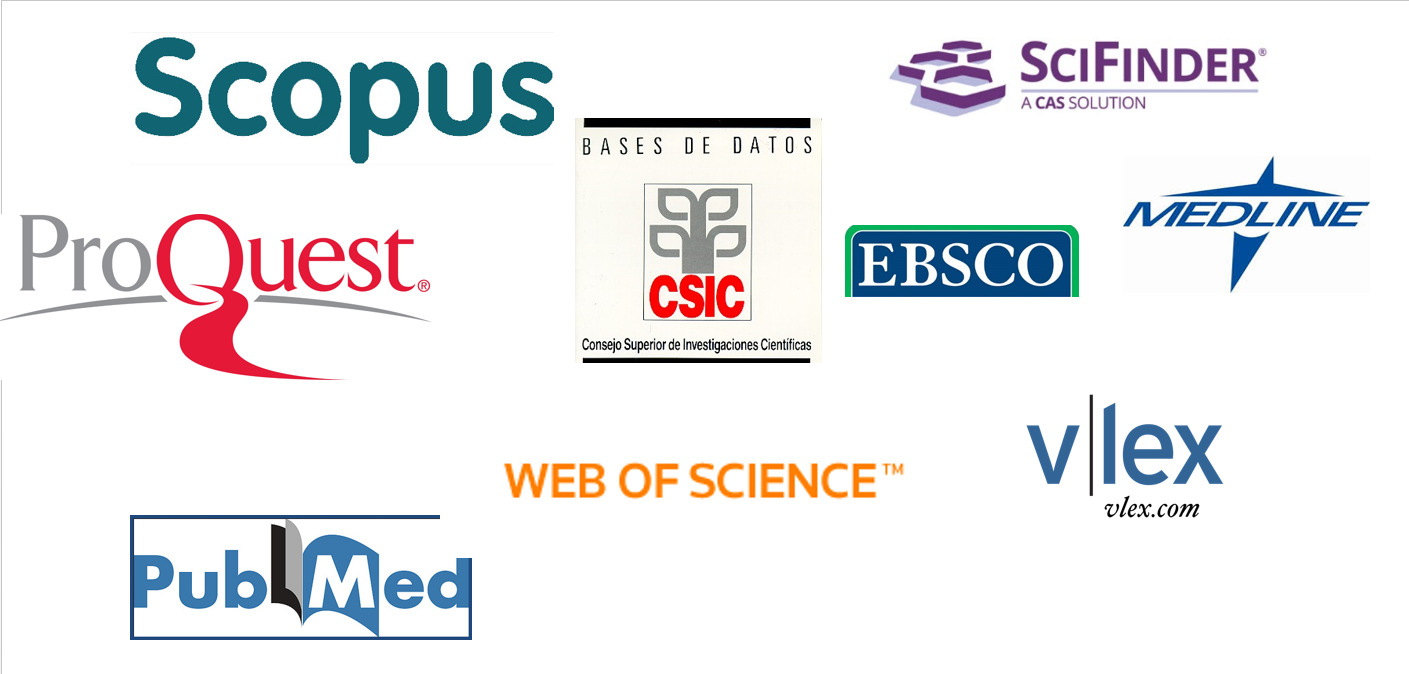 Scopus
SCIFINDER®
A CAS SOLUTION
BASES DE DATOS
CSIC
Consejo Superior de Investigaciones Científicas
MEDLINE
ProQuest®
EBSCO
v|lex
vlex.com
WEB OF SCIENCE™
PubMed